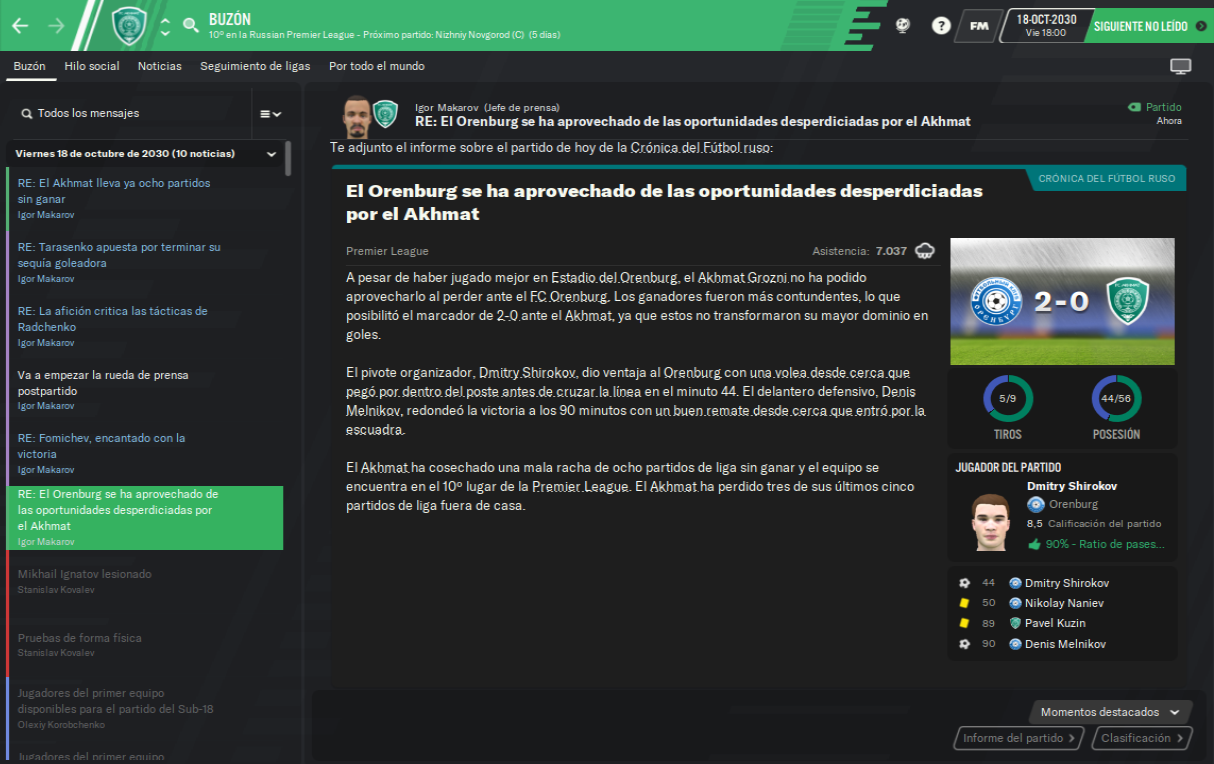 BUZÓN
10º en la Russian Premier League - Próximo partido: Nizhniy Novgorod (C) (5 días)
?
FM
18-OCT-2030
Vie 18:00
SIGUIENTE NO LEÍDO
Buzón
Hilo social
Noticias
Seguimiento de ligas
Por todo el mundo
Todos los mensajes
Viernes 18 de octubre de 2030 (10 noticias)
RE: El Akhmat lleva ya ocho partidos
sin ganar
Igor Makarov
RE: Tarasenko apuesta por terminar su
sequía goleadora
Igor Makarov
RE: La afición critica las tácticas de
Radchenko
Igor Makarov
Va a empezar la rueda de prensa
postpartido
Igor Makarov
RE: Fomichev, encantado con la
victoria
Igor Makarov
RE: El Orenburg se ha aprovechado de
las oportunidades desperdiciadas por
el Akhmat
Igor Makarov
Mikhail Ignatov lesionado
Stanislav Kovalev
Pruebas de forma física
Stanislav Kovalev
Jugadores del primer equipo
disponibles para el partido del Sub-18
Olexiy Korobchenko
Jugadores del primer equipo
Igor Makarov (Jefe de prensa)
RE: El Orenburg se ha aprovechado de las oportunidades desperdiciadas por el Akhmat
Partido
Ahora
Te adjunto el informe sobre el partido de hoy de la Crónica del Fútbol ruso:
CRÓNICA DEL FÚTBOL RUSO
El Orenburg se ha aprovechado de las oportunidades desperdiciadas
por el Akhmat
Premier League
Asistencia: 7.037
A pesar de haber jugado mejor en Estadio del Orenburg, el Akhmat Grozni no ha podido
aprovecharlo al perder ante el FC Orenburg. Los ganadores fueron más contundentes, lo que
posibilitó el marcador de 2-0 ante el Akhmat, ya que estos no transformaron su mayor dominio en
goles.
El pivote organizador, Dmitry Shirokov, dio ventaja al Orenburg con una volea desde cerca que
pegó por dentro del poste antes de cruzar la línea en el minuto 44. El delantero defensivo, Denis
Melnikov, redondeó la victoria a los 90 minutos con un buen remate desde cerca que entró por la
escuadra.
El Akhmat ha cosechado una mala racha de ocho partidos de liga sin ganar y el equipo se
encuentra en el 10º lugar de la Premier League. El Akhmat ha perdido tres de sus últimos cinco
partidos de liga fuera de casa.
2-0
5/9
TIROS
44/56
POSESIÓN
JUGADOR DEL PARTIDO
Dmitry Shirokov
Orenburg
8,5 Calificación del partido
90% - Ratio de pases...
44 Dmitry Shirokov
50 Nikolay Naniev
89 Pavel Kuzin
90 Denis Melnikov
Momentos destacados
Informe del partido
Clasificación